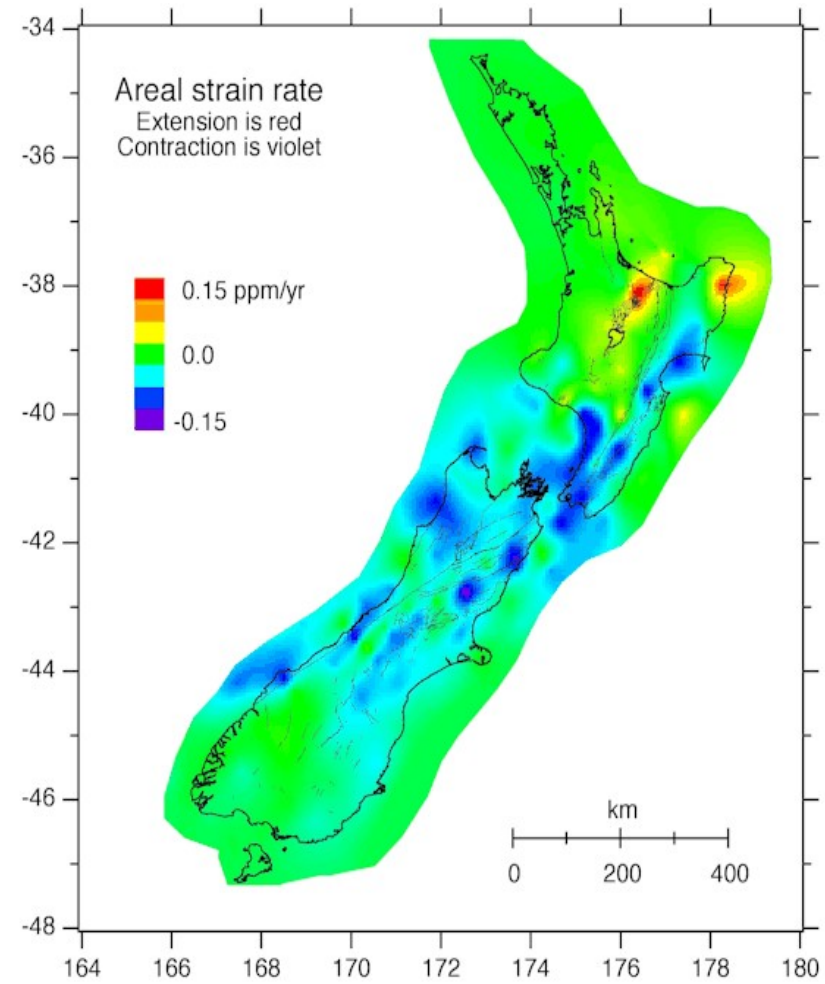 Areal strain rate
Extension is red
Contraction is violet
0.15 ppm/yr
0.0
-0.15
-34
-36
-38
-40
-42
-44
-46
-48
km
0 200 400
164 166 168 170 172 174 176 178 180